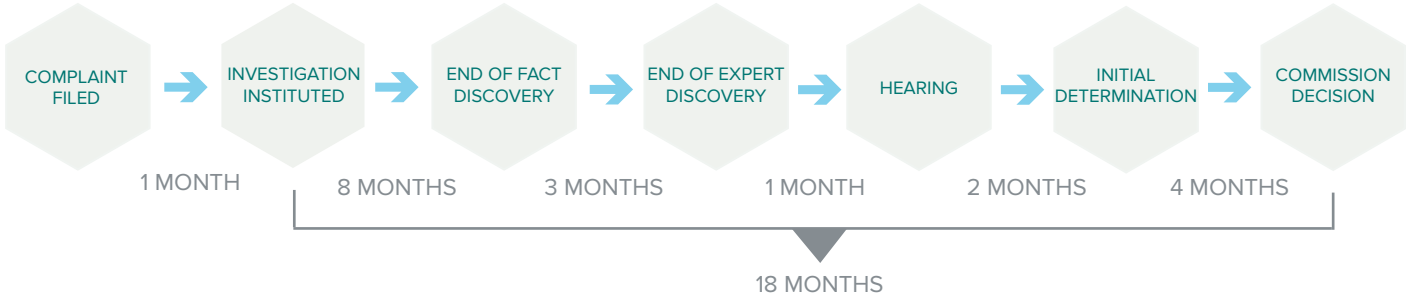 COMPLAINT
FILED
INVESTIGATION
INSTITUTED
END OF FACT
DISCOVERY
END OF EXPERT
DISCOVERY
HEARING
INITIAL
DETERMINATION
COMMISSION
DECISION
1 MONTH
8 MONTHS
3 MONTHS
1 MONTH
2 MONTHS
4 MONTHS
18 MONTHS